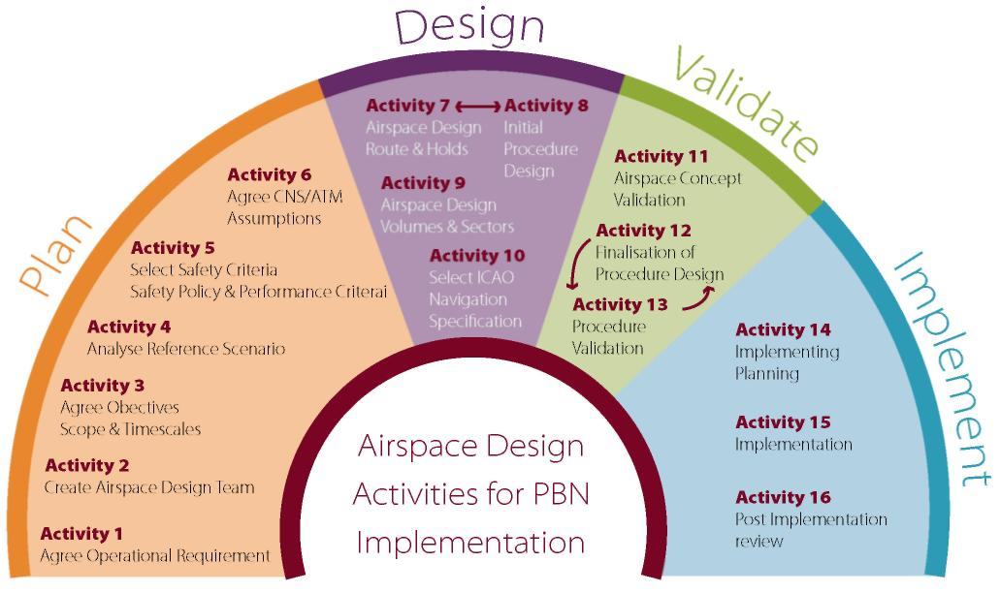 Plan
Activity 1
Agree Operational Requirement
Activity 2
Create Airspace Design Team
Activity 3
Agree Obectives
Scope & Timescales
Activity 4
Analyse Reference Scenario
Activity 5
Select Safety Criteria
Safety Policy & Performance Criterai
Activity 6
Agree CNS/ATM
Assumptions
Design
Activity 7
Airspace Design
Route & Holds
Activity 8
Initial
Procedure
Design
Activity 9
Airspace Design
Volumes & Sectors
Activity 10
Select ICAO
Navigation
Specification
Validate
Activity 11
Airspace Concept
Validation
Activity 12
Finalisation of
Procedure Design
Activity 13
Procedure
Validation
Implement
Activity 14
Implementing
Planning
Activity 15
Implementation
Activity 16
Post Implementation
review
Airspace Design
Activities for PBN
Implementation